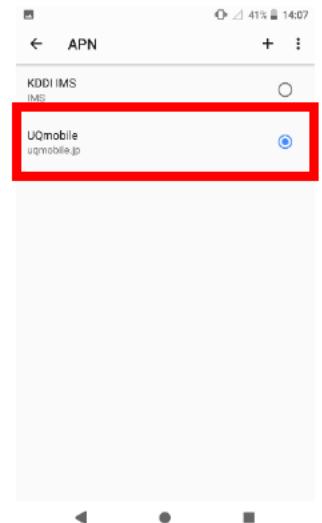 41% 14:07
APN
KDDI IMS
IMS
UQmobile
uqmobile.jp